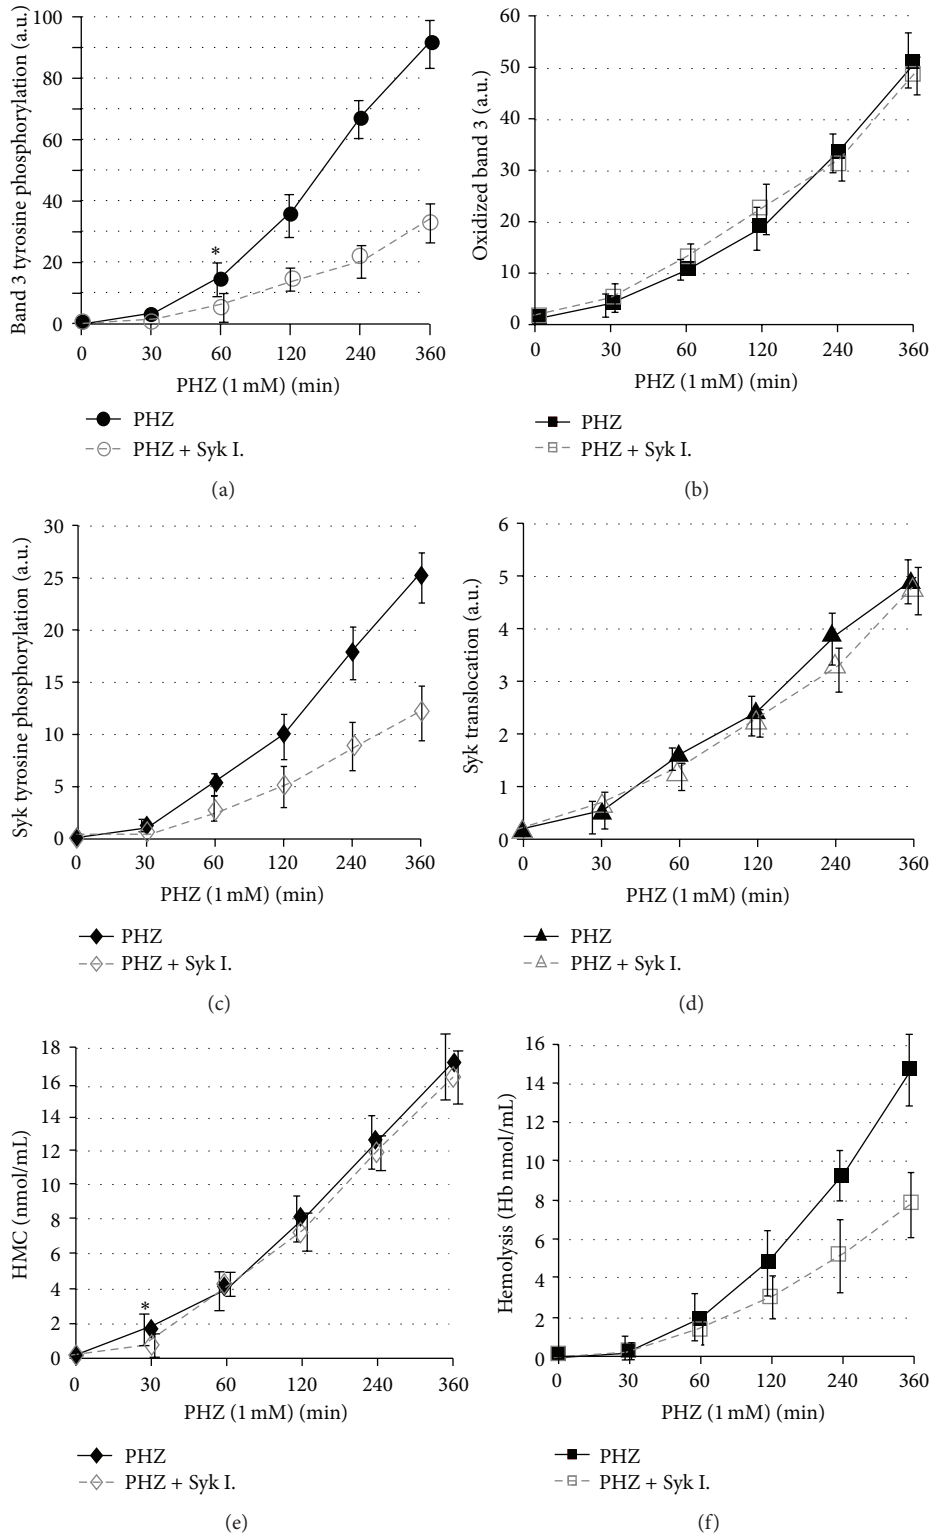 Band 3 tyrosine phosphorylation (a.u.)
100
80
60
40
20
0
*
0 30 60 120 240 360
PHZ (1 mM) (min)
PHZ
PHZ + Syk I.
(a)
Oxidized band 3 (a.u.)
60
50
40
30
20
10
0
0 30 60 120 240 360
PHZ (1 mM) (min)
PHZ
PHZ + Syk I.
(b)
Syk tyrosine phosphorylation (a.u.)
30
25
20
15
10
5
0
0 30 60 120 240 360
PHZ (1 mM) (min)
PHZ
PHZ + Syk I.
(c)
Syk translocation (a.u.)
6
5
4
3
2
1
0
0 30 60 120 240 360
PHZ (1 mM) (min)
PHZ
PHZ + Syk I.
(d)
HMC (nmol/mL)
18
16
14
12
10
8
6
4
2
0
*
0 30 60 120 240 360
PHZ (1 mM) (min)
PHZ
PHZ + Syk I.
(e)
Hemolysis (Hb nmol/mL)
16
14
12
10
8
6
4
2
0
0 30 60 120 240 360
PHZ (1 mM) (min)
PHZ
PHZ + Syk I.
(f)